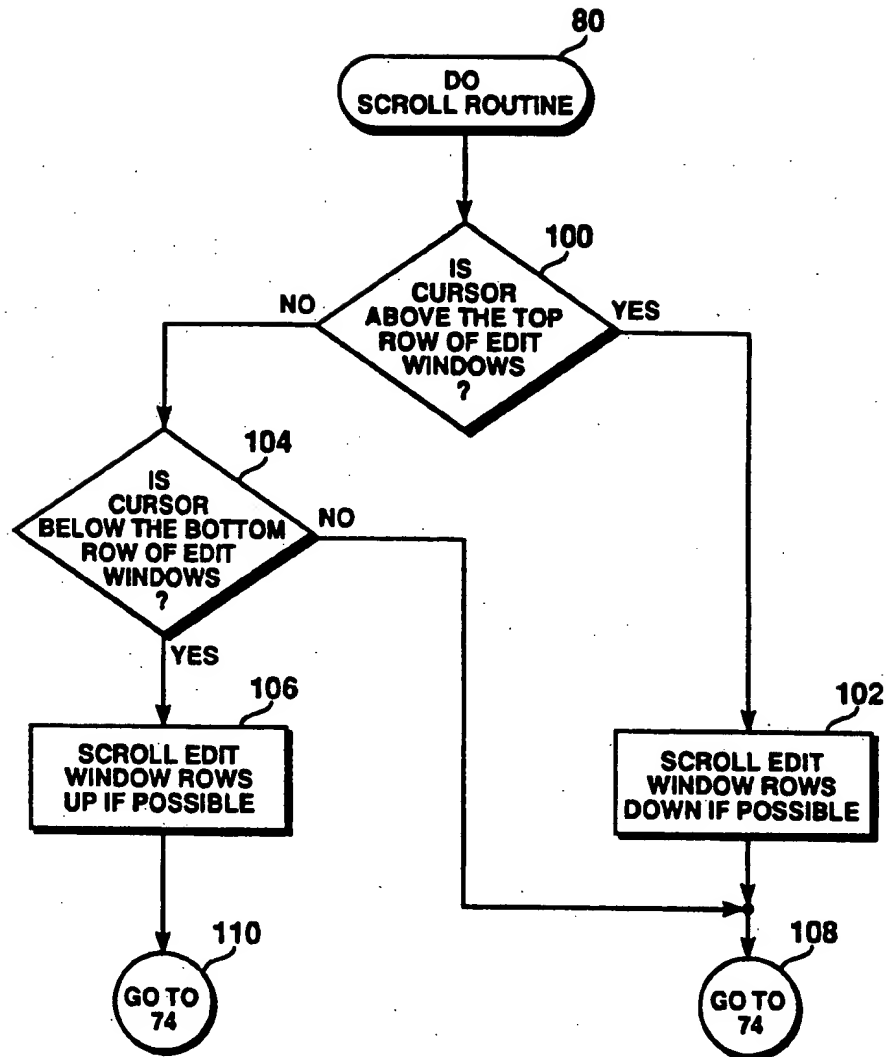 80
DO
SCROLL ROUTINE
100
IS
CURSOR
ABOVE THE TOP
ROW OF EDIT
WINDOWS
?
NO
YES
104
IS
CURSOR
BELOW THE BOTTOM
ROW OF EDIT
WINDOWS
?
NO
YES
106
SCROLL EDIT
WINDOW ROWS
UP IF POSSIBLE
102
SCROLL EDIT
WINDOW ROWS
DOWN IF POSSIBLE
110
GO TO
74
108
GO TO
74